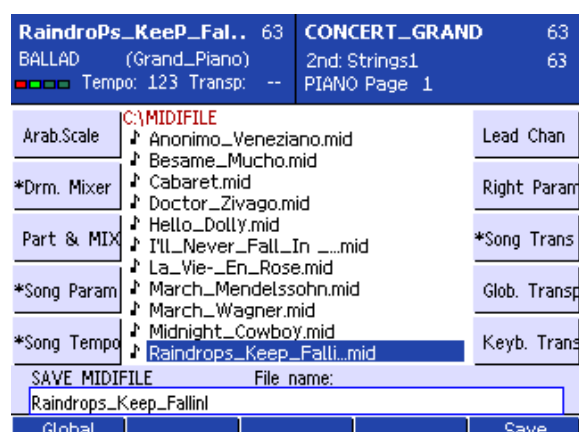 RaindroPs_KeeP_Fal.. 63
BALLAD (Grand_Piano)
Tempo: 123 Transp: --
CONCERT_GRAND 63
2nd: Strings1 63
PIANO Page 1
Arab.Scale
*Drm. Mixer
Part & MIX
*Song Param
*Song Tempo
C:\MIDIFILE
Anonimo_Veneziano.mid
Besame_Mucho.mid
Cabaret.mid
Doctor_Zivago.mid
Hello_Dolly.mid
I'll_Never_Fall_In _...mid
La_Vie-_En_Rose.mid
March_Mendelssohn.mid
March_Wagner.mid
Midnight_Cowboy.mid
Raindrops_Keep_Falli...mid
Lead Chan
Right Param
*Song Trans
Glob. Transp
Keyb. Trans
SAVE MIDIFILE File name:
Raindrops_Keep_Fallinl
Global Save